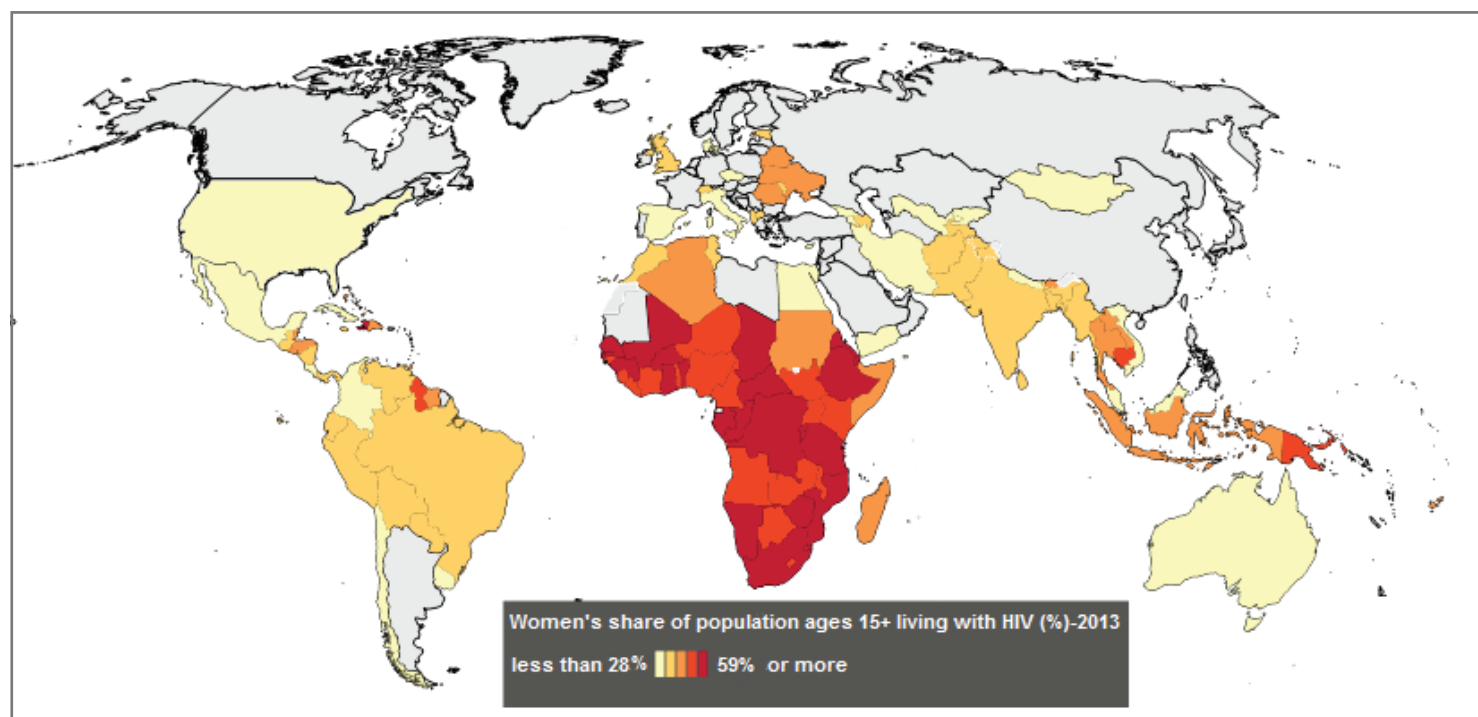 Women's share of population ages 15+ living with HIV (%)-2013
less than 28% 59% or more